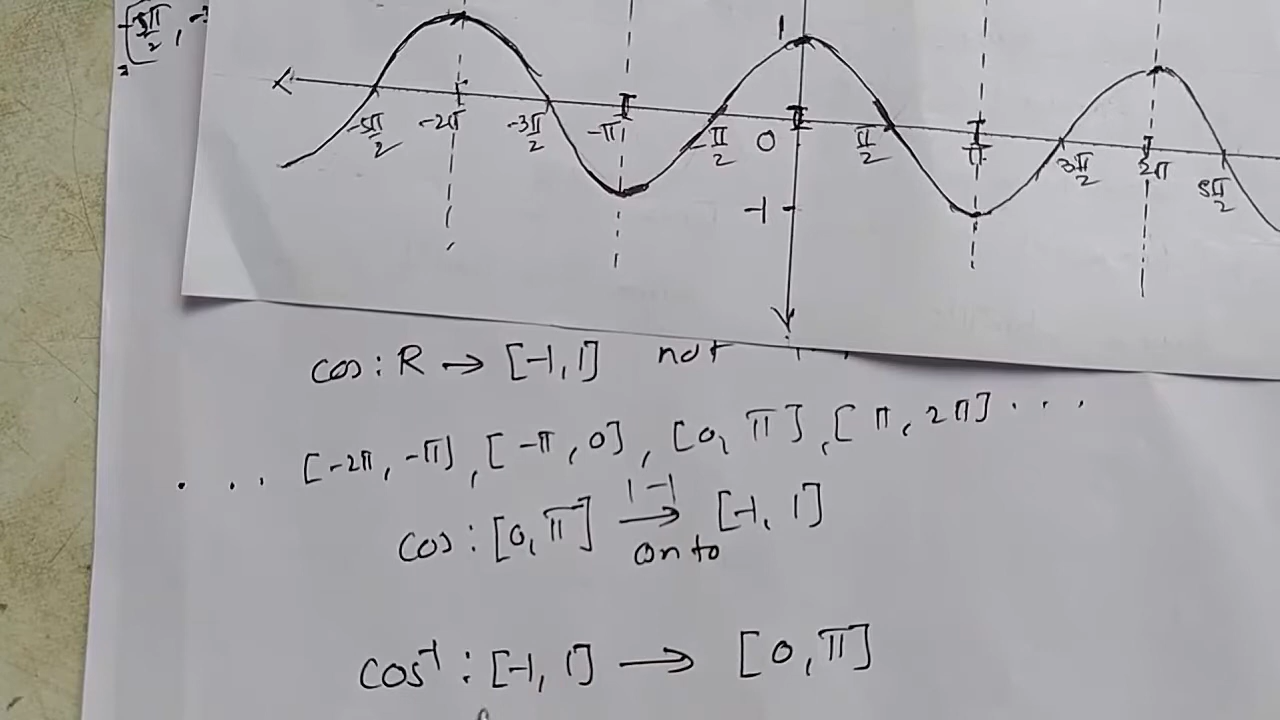 1
-5π/2 -2π -3π/2 -π -π/2 0 π/2 π 3π/2 2π 5π/2
-1
cos : R → [-1, 1] not
. . . [-2π, -π], [-π, 0], [0, π], [π, 2π] . . .
cos : [0, π] 1-1 → onto [-1, 1]
cos⁻¹ : [-1, 1] → [0, π]